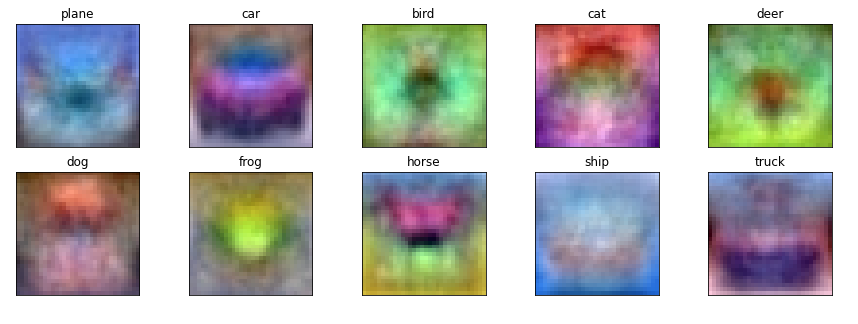 plane car bird cat deer
dog frog horse ship truck